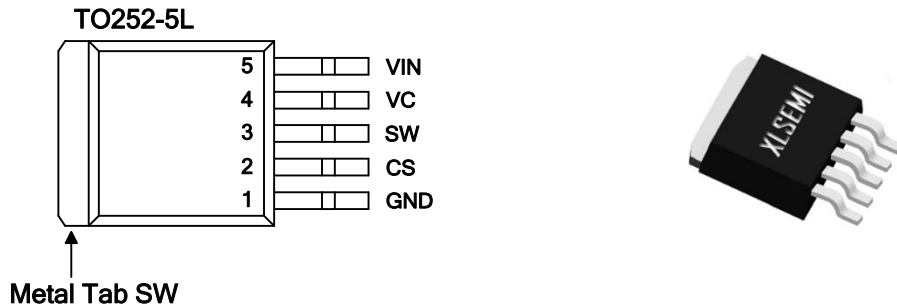 TO252-5L
5 VIN
4 VC
3 SW
2 CS
1 GND
Metal Tab SW
XLSEMI